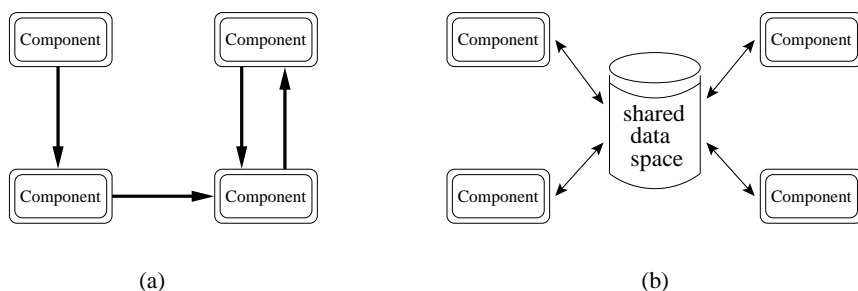 Component
Component
Component
Component
(a)
Component
Component
shared
data
space
Component
Component
(b)